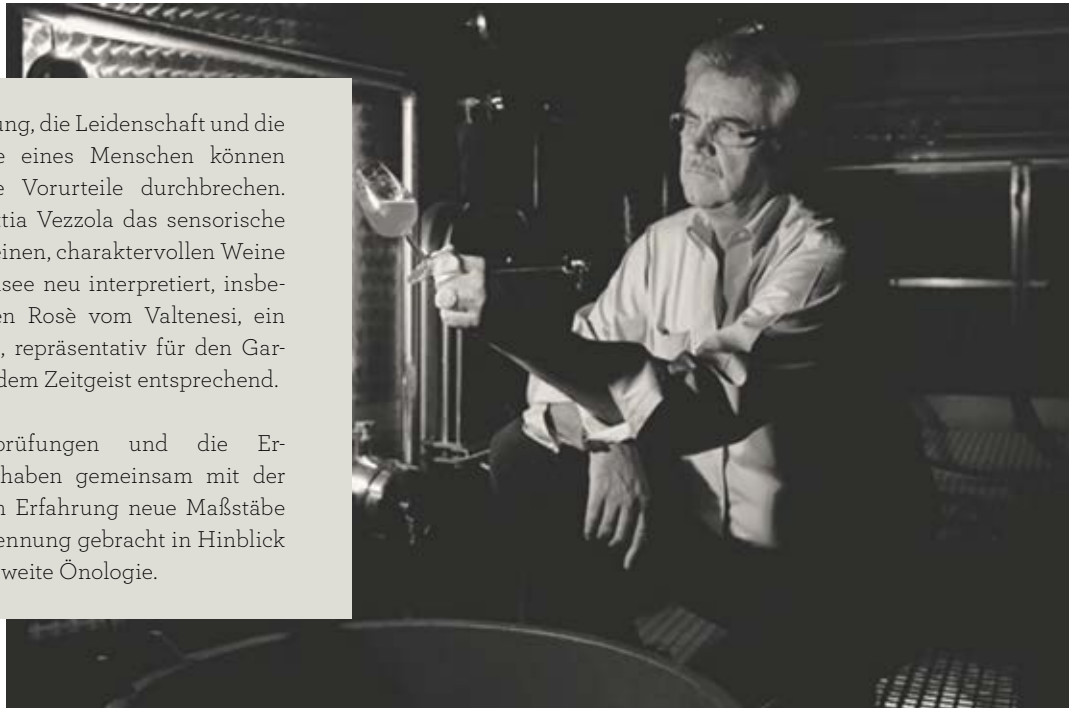 ung, die Leidenschaft und die
e eines Menschen können
e Vorurteile durchbrechen.
ttia Vezzola das sensorische
einen, charaktervollen Weine
see neu interpretiert, insbe-
en Rosè vom Valtenesi, ein
, repräsentativ für den Gar-
dem Zeitgeist entsprechend.
prüfungen und die Er-
haben gemeinsam mit der
n Erfahrung neue Maßstäbe
ennung gebracht in Hinblick
weite Önologie.